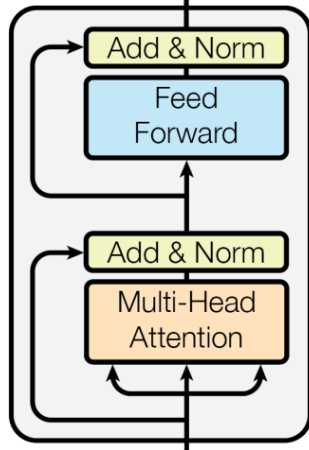 Add & Norm
Feed
Forward
Add & Norm
Multi-Head
Attention